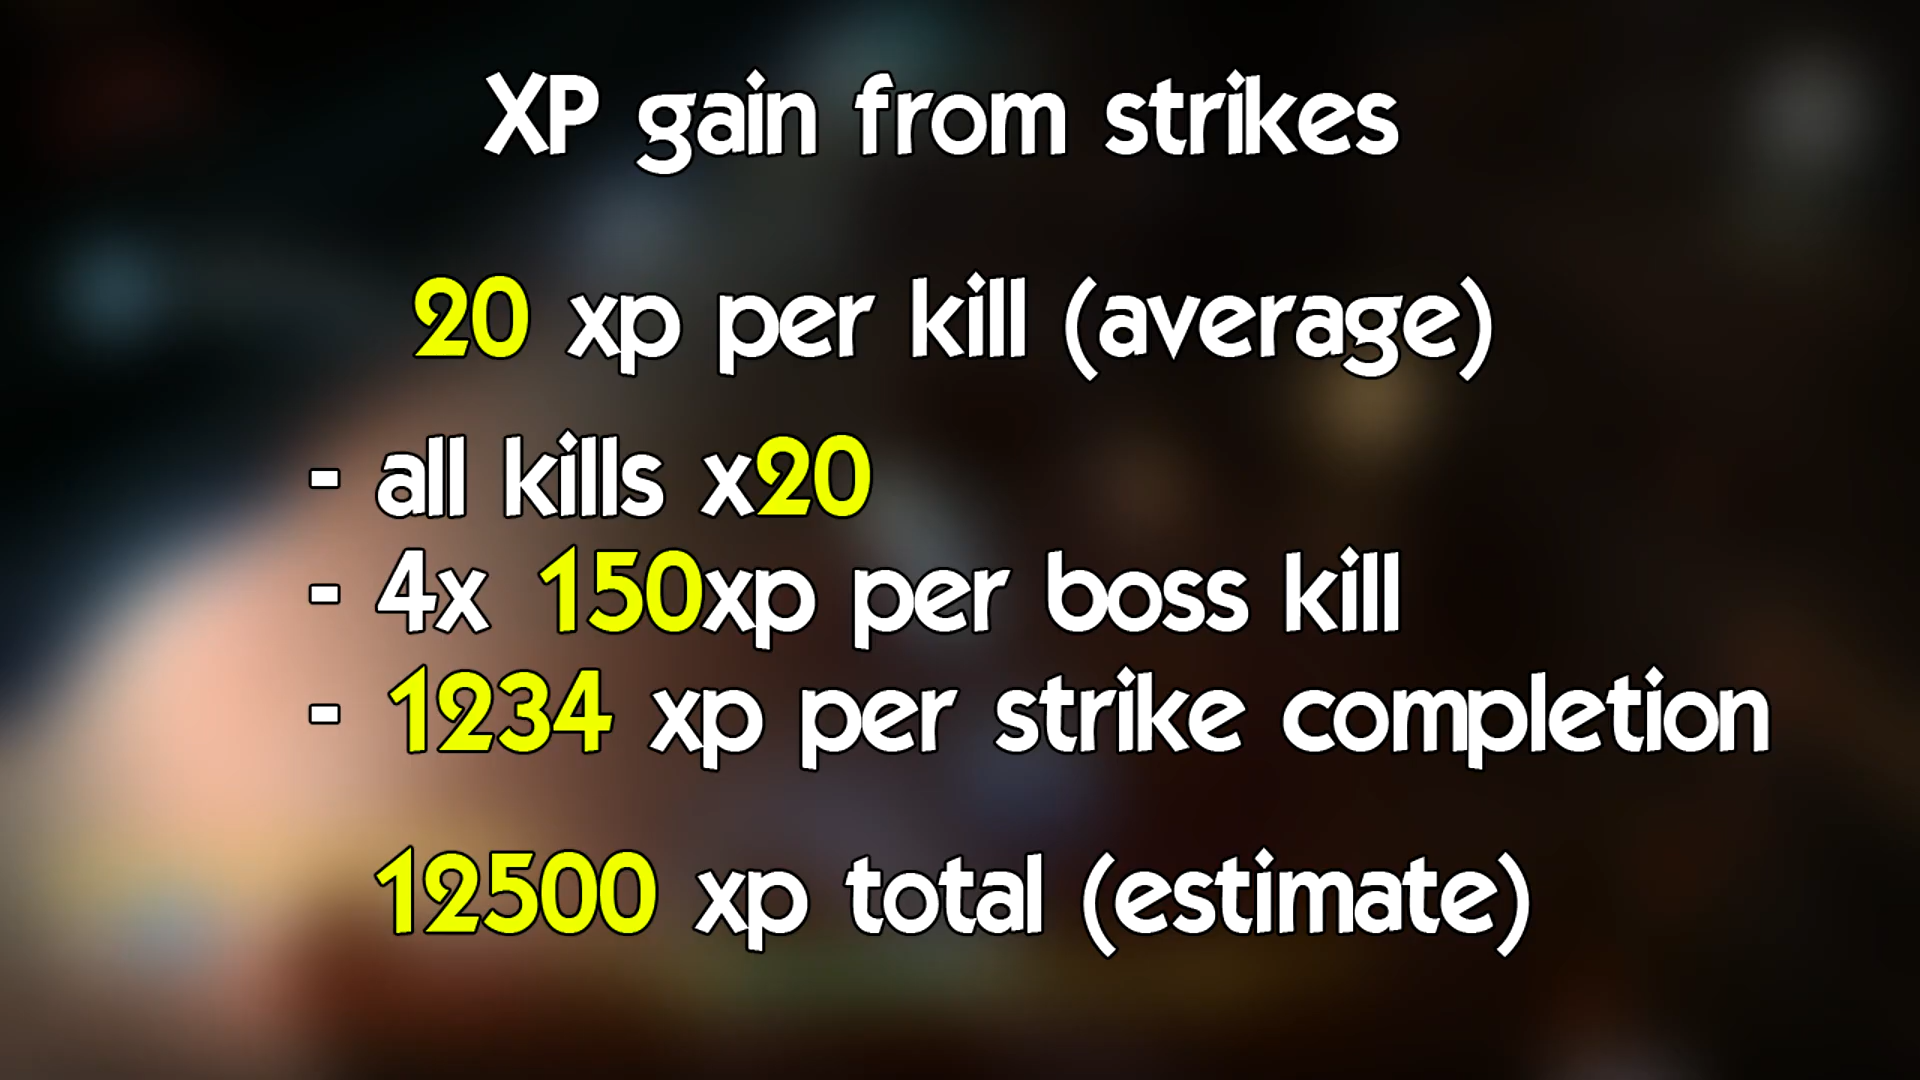 XP gain from strikes
20 xp per kill (average)
- all kills x20
- 4x 150xp per boss kill
- 1234 xp per strike completion
12500 xp total (estimate)